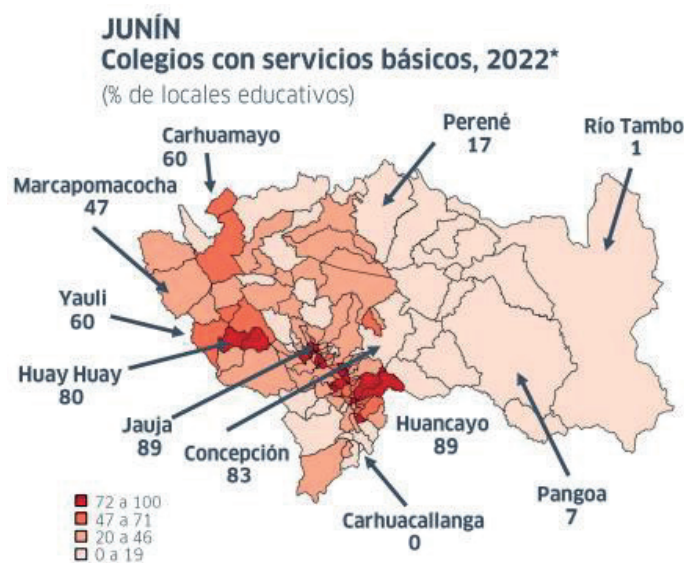 JUNÍN
Colegios con servicios básicos, 2022*
(% de locales educativos)
Carhuamayo
60
Perené
17
Río Tambo
1
Marcapomacocha
47
Yauli
60
Huay Huay
80
Jauja
89
Concepción
83
Huancayo
89
Carhuacallanga
0
Pangoa
7
72 a 100
47 a 71
20 a 46
0 a 19